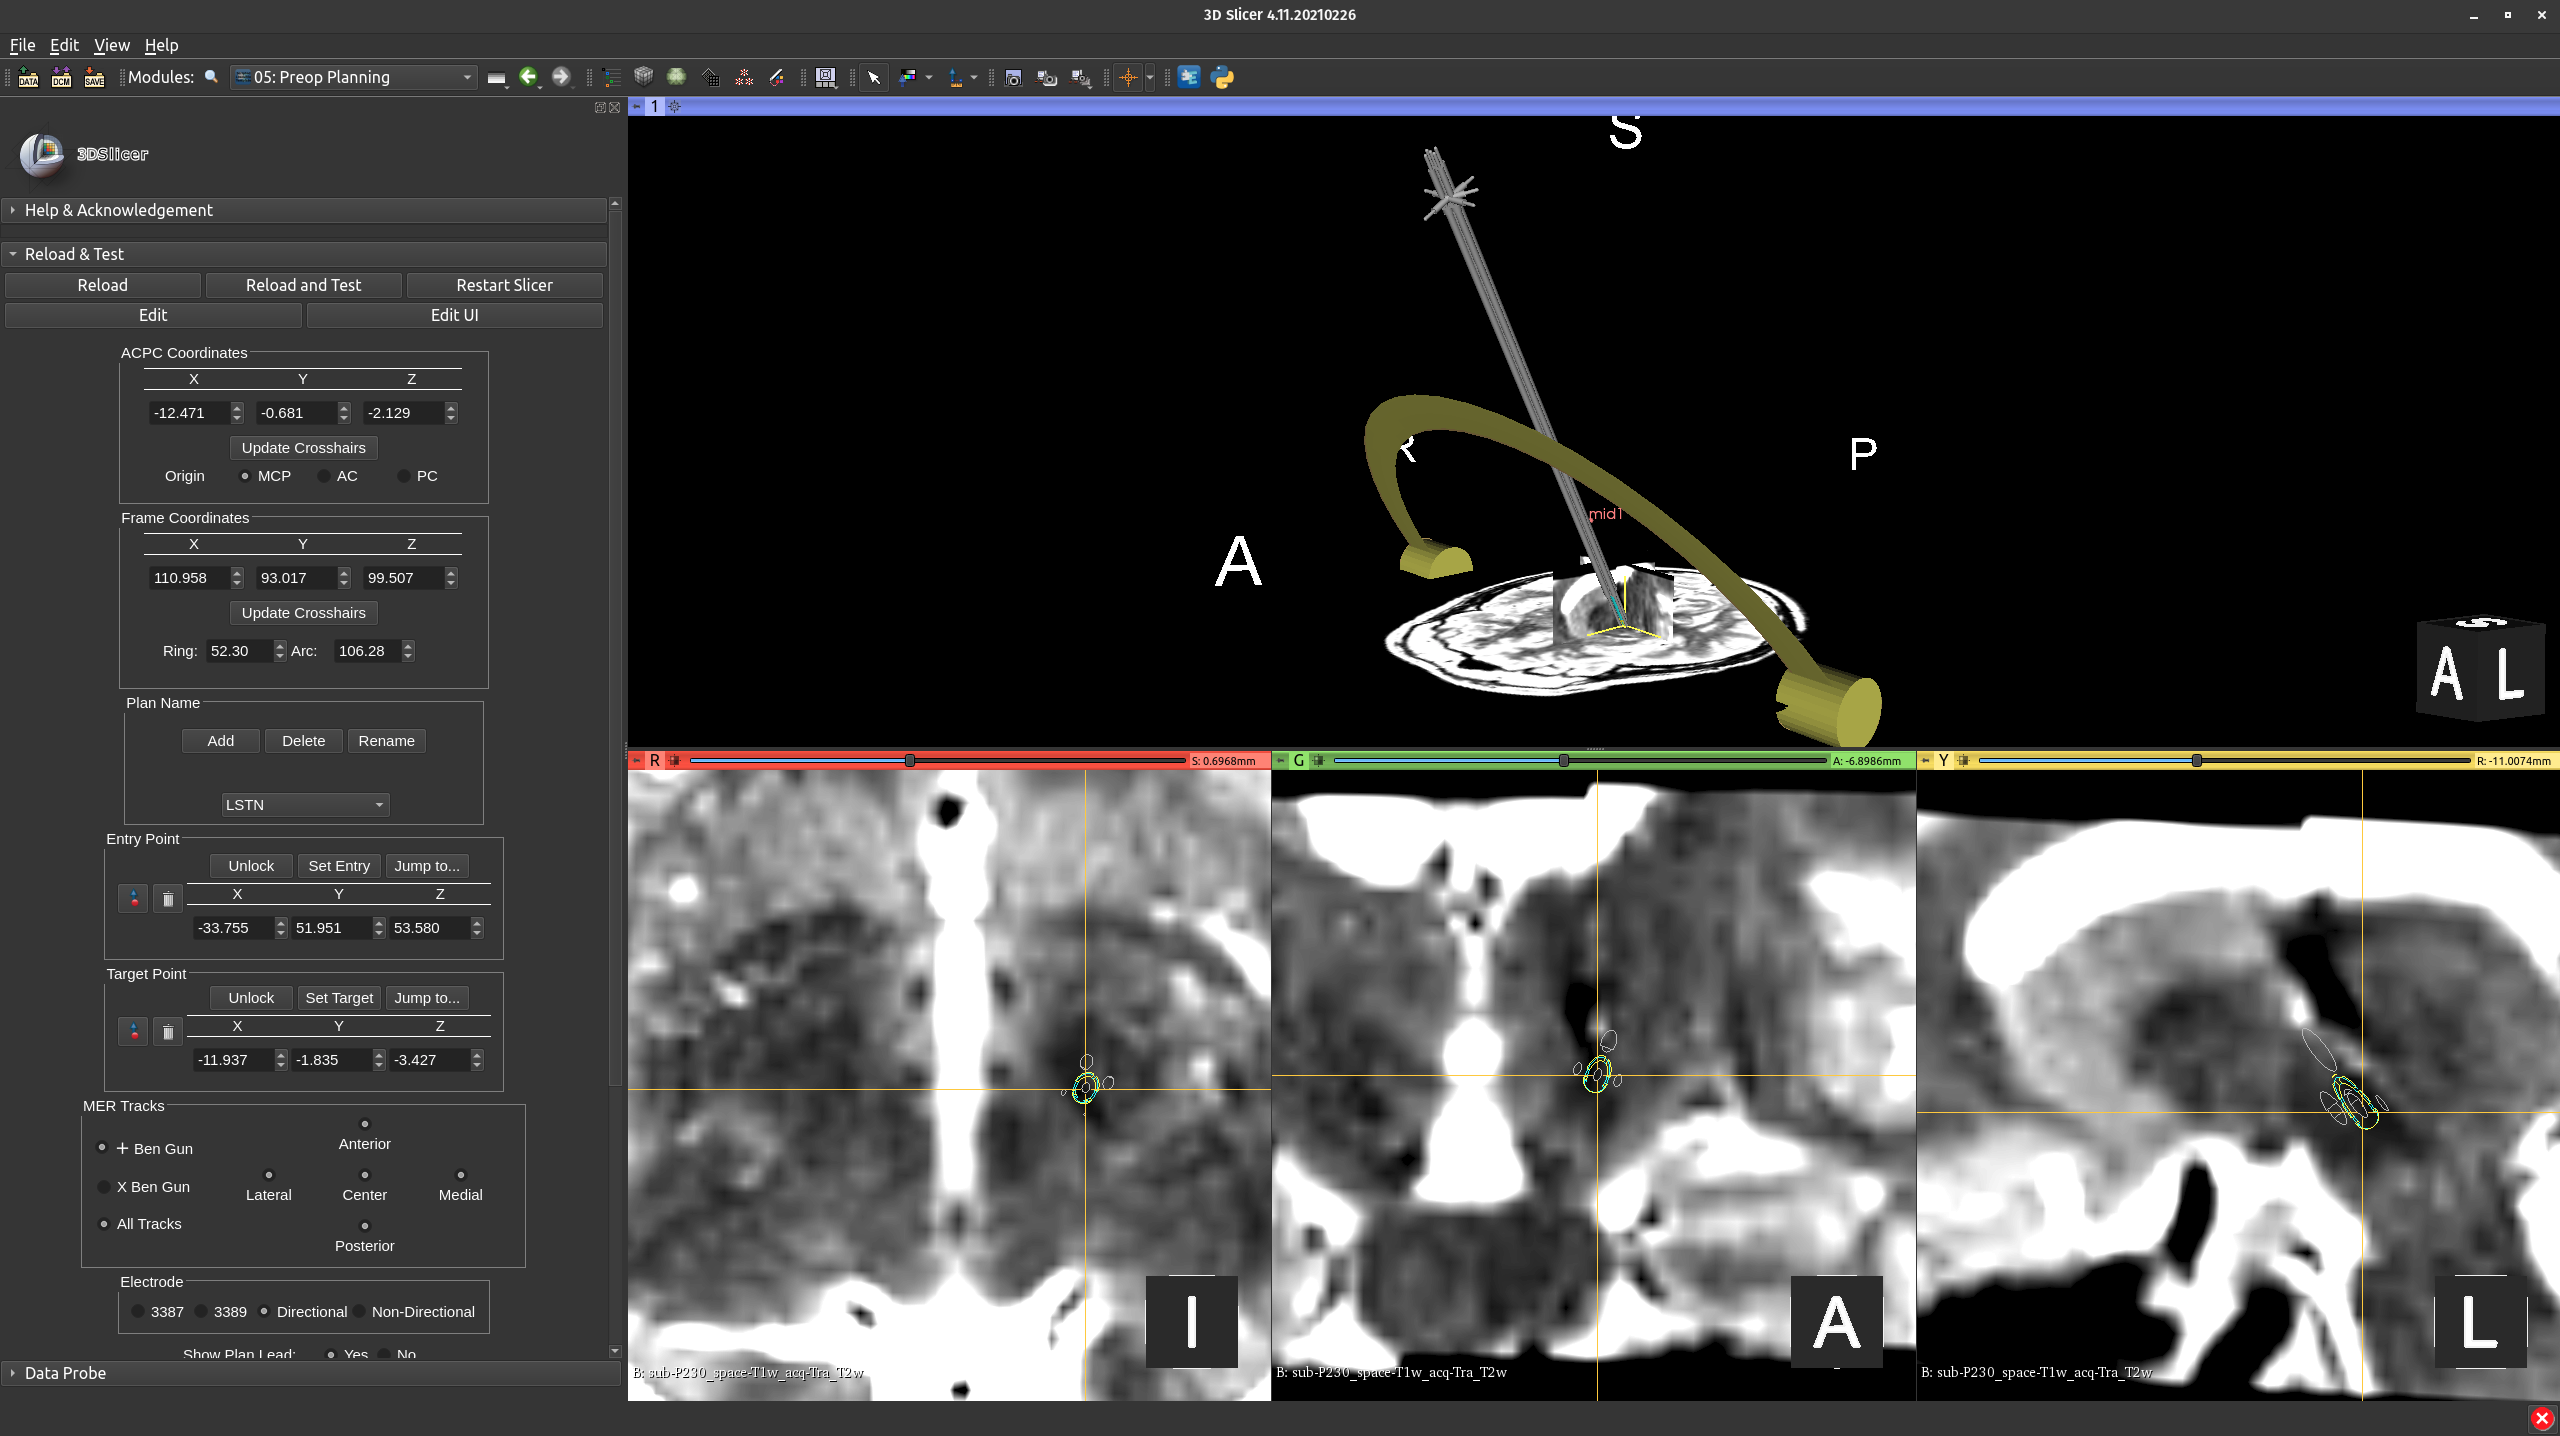 3D Slicer 4.11.20210226
File Edit View Help
DATA DCM SAVE Modules: 05: Preop Planning
1
3DSlicer
Help & Acknowledgement
Reload & Test
Reload Reload and Test Restart Slicer
Edit Edit UI
ACPC Coordinates
X Y Z
-12.471 -0.681 -2.129
Update Crosshairs
Origin MCP AC PC
Frame Coordinates
X Y Z
110.958 93.017 99.507
Update Crosshairs
Ring: 52.30 Arc: 106.28
Plan Name
Add Delete Rename
LSTN
Entry Point
Unlock Set Entry Jump to...
X Y Z
-33.755 51.951 53.580
Target Point
Unlock Set Target Jump to...
X Y Z
-11.937 -1.835 -3.427
MER Tracks
Anterior
+ Ben Gun
X Ben Gun
Lateral Center Medial
All Tracks
Posterior
Electrode
3387 3389 Directional Non-Directional
Show Plan Lead: Yes No
Data Probe
S
R
P
mid1
A
S
A L
R S: 0.6968mm
G A: -6.8986mm
Y R: -11.0074mm
I
B: sub-P230_space-T1w_acq-Tra_T2w
A
B: sub-P230_space-T1w_acq-Tra_T2w
L
B: sub-P230_space-T1w_acq-Tra_T2w